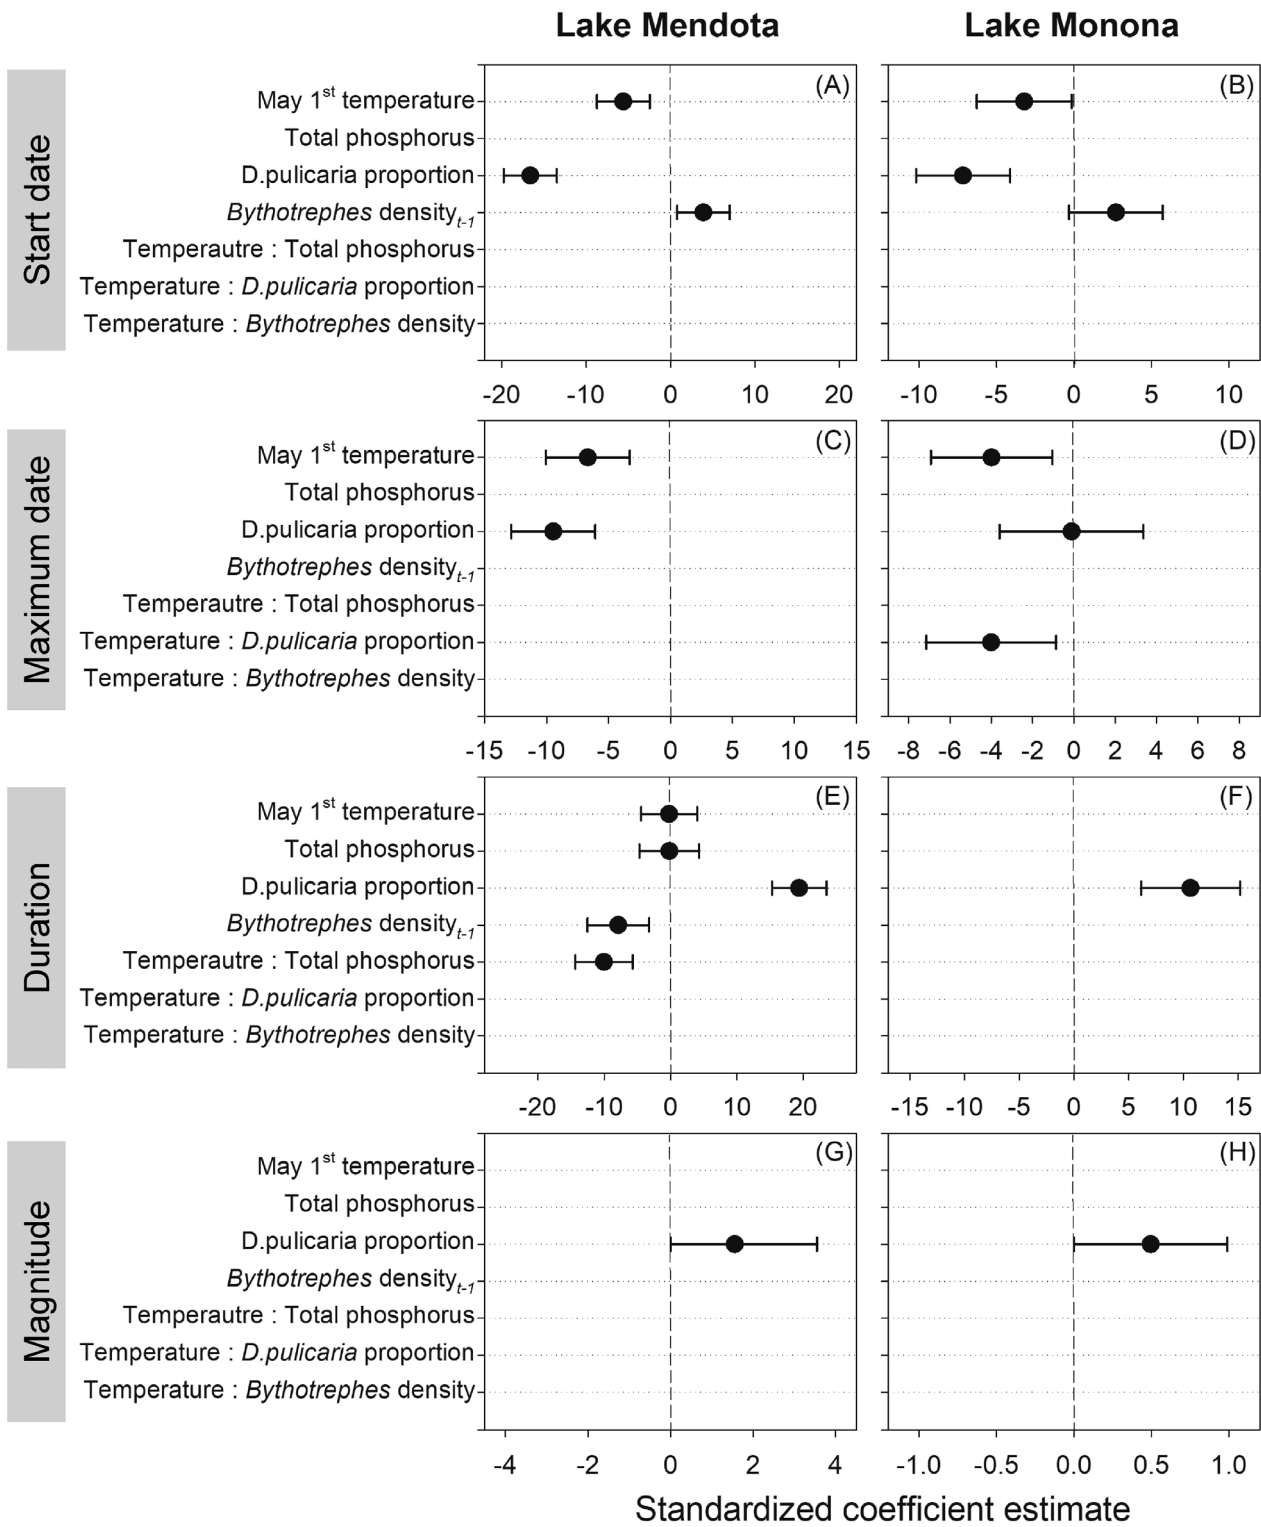 Lake Mendota Lake Monona
Start date
May 1st temperature
Total phosphorus
D.pulicaria proportion
Bythotrephes density t-1
Temperautre : Total phosphorus
Temperature : D.pulicaria proportion
Temperature : Bythotrephes density
(A) (B)
-20 -10 0 10 20 -10 -5 0 5 10
Maximum date
May 1st temperature
Total phosphorus
D.pulicaria proportion
Bythotrephes density t-1
Temperautre : Total phosphorus
Temperature : D.pulicaria proportion
Temperature : Bythotrephes density
(C) (D)
-15 -10 -5 0 5 10 15 -8 -6 -4 -2 0 2 4 6 8
Duration
May 1st temperature
Total phosphorus
D.pulicaria proportion
Bythotrephes density t-1
Temperautre : Total phosphorus
Temperature : D.pulicaria proportion
Temperature : Bythotrephes density
(E) (F)
-20 -10 0 10 20 -15 -10 -5 0 5 10 15
Magnitude
May 1st temperature
Total phosphorus
D.pulicaria proportion
Bythotrephes density t-1
Temperautre : Total phosphorus
Temperature : D.pulicaria proportion
Temperature : Bythotrephes density
(G) (H)
-4 -2 0 2 4 -1.0 -0.5 0.0 0.5 1.0
Standardized coefficient estimate